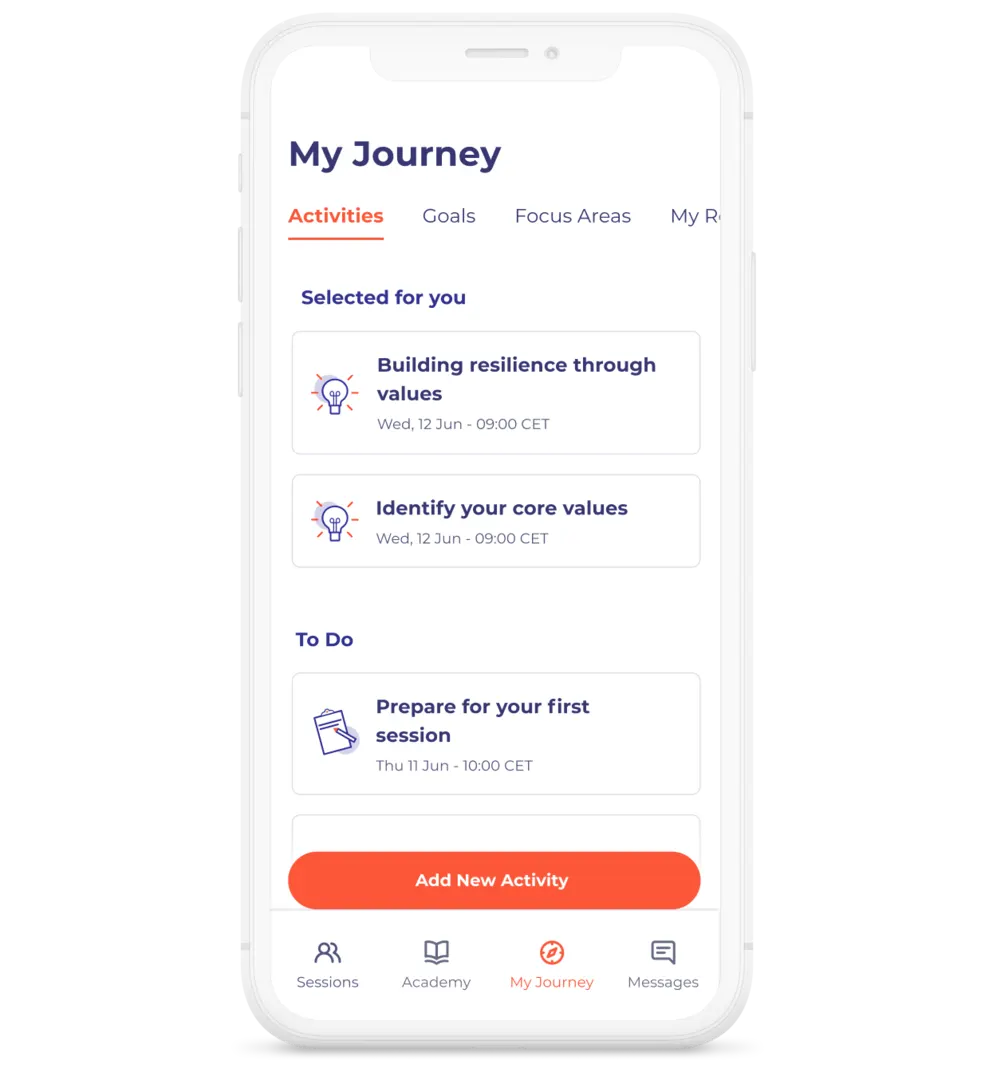 My Journey
Activities Goals Focus Areas My
Selected for you
Building resilience through
values
Wed, 12 Jun - 09:00 CET
Identify your core values
Wed, 12 Jun - 09:00 CET
To Do
Prepare for your first
session
Thu 11 Jun - 10:00 CET
Add New Activity
Sessions Academy My Journey Messages